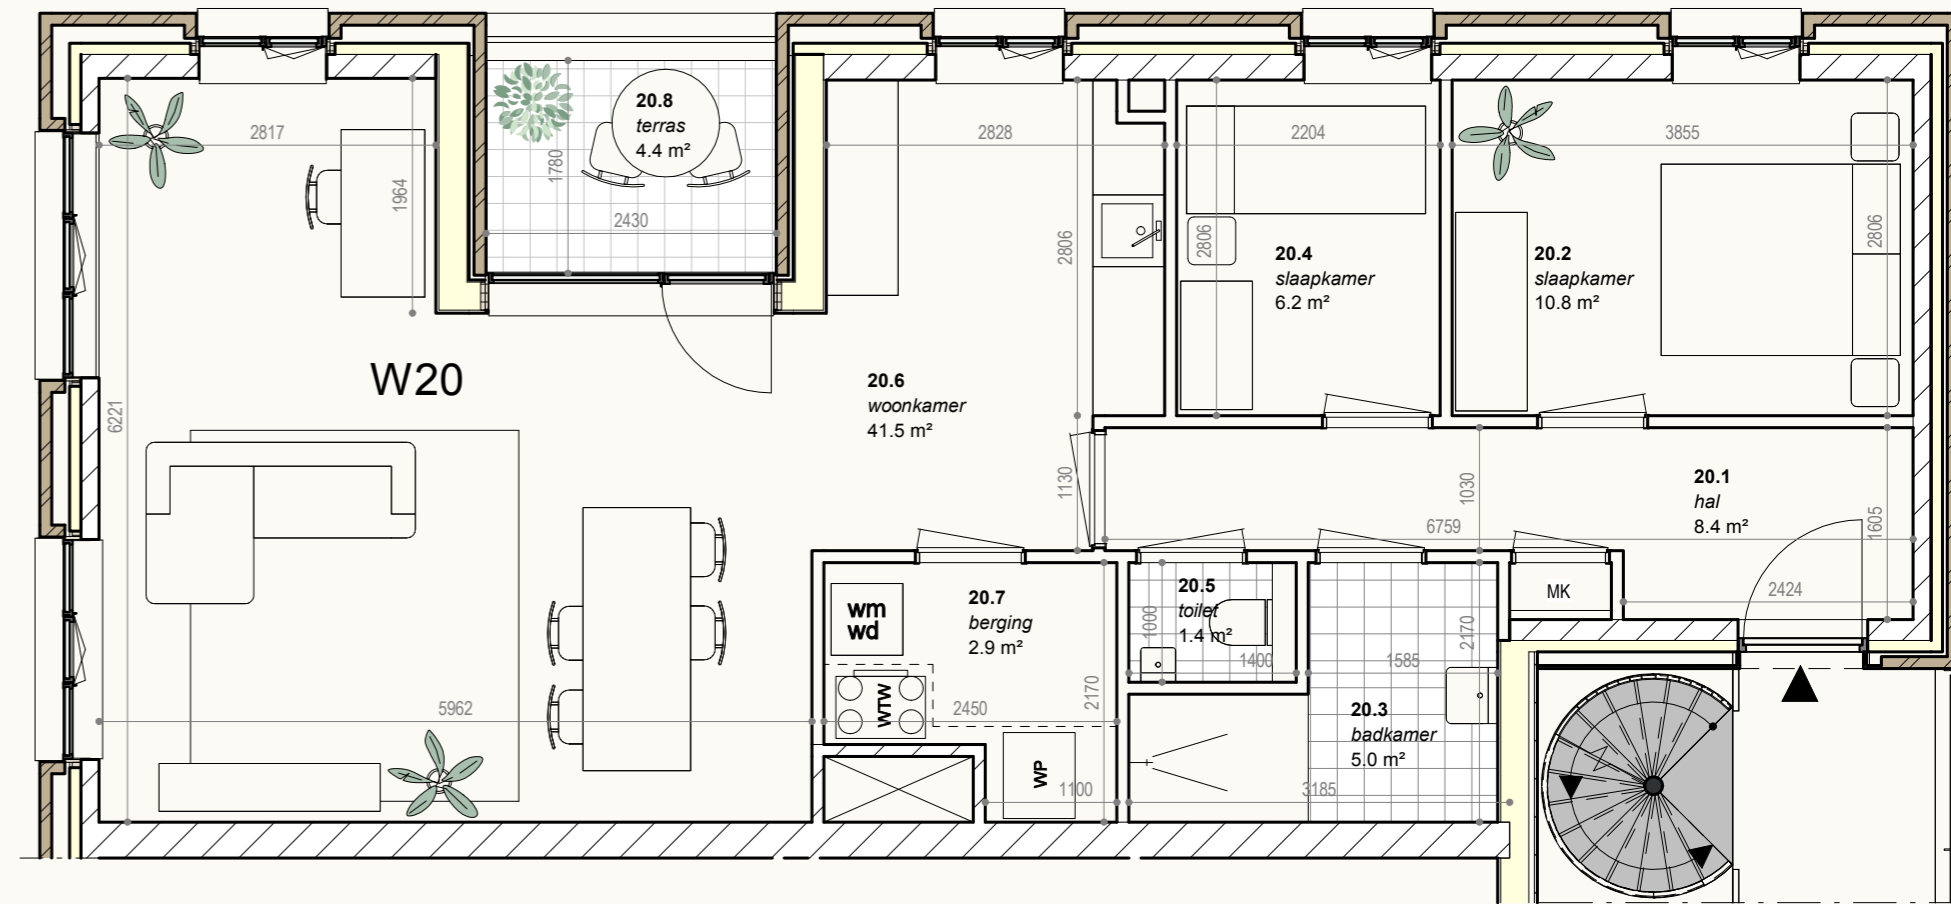 2817
1964
20.8
terras
4.4 m²
1780
2430
2828
2806
2204
2806
20.4
slaapkamer
6.2 m²
3855
2806
20.2
slaapkamer
10.8 m²
W20
6221
20.6
woonkamer
41.5 m²
1130
1030
6759
20.1
hal
8.4 m²
1605
2424
MK
wm
wd
20.7
berging
2.9 m²
WTW
2450
2170
WP
1100
5962
20.5
toilet
1.4 m²
1000
1400
1585
2170
20.3
badkamer
5.0 m²
3185